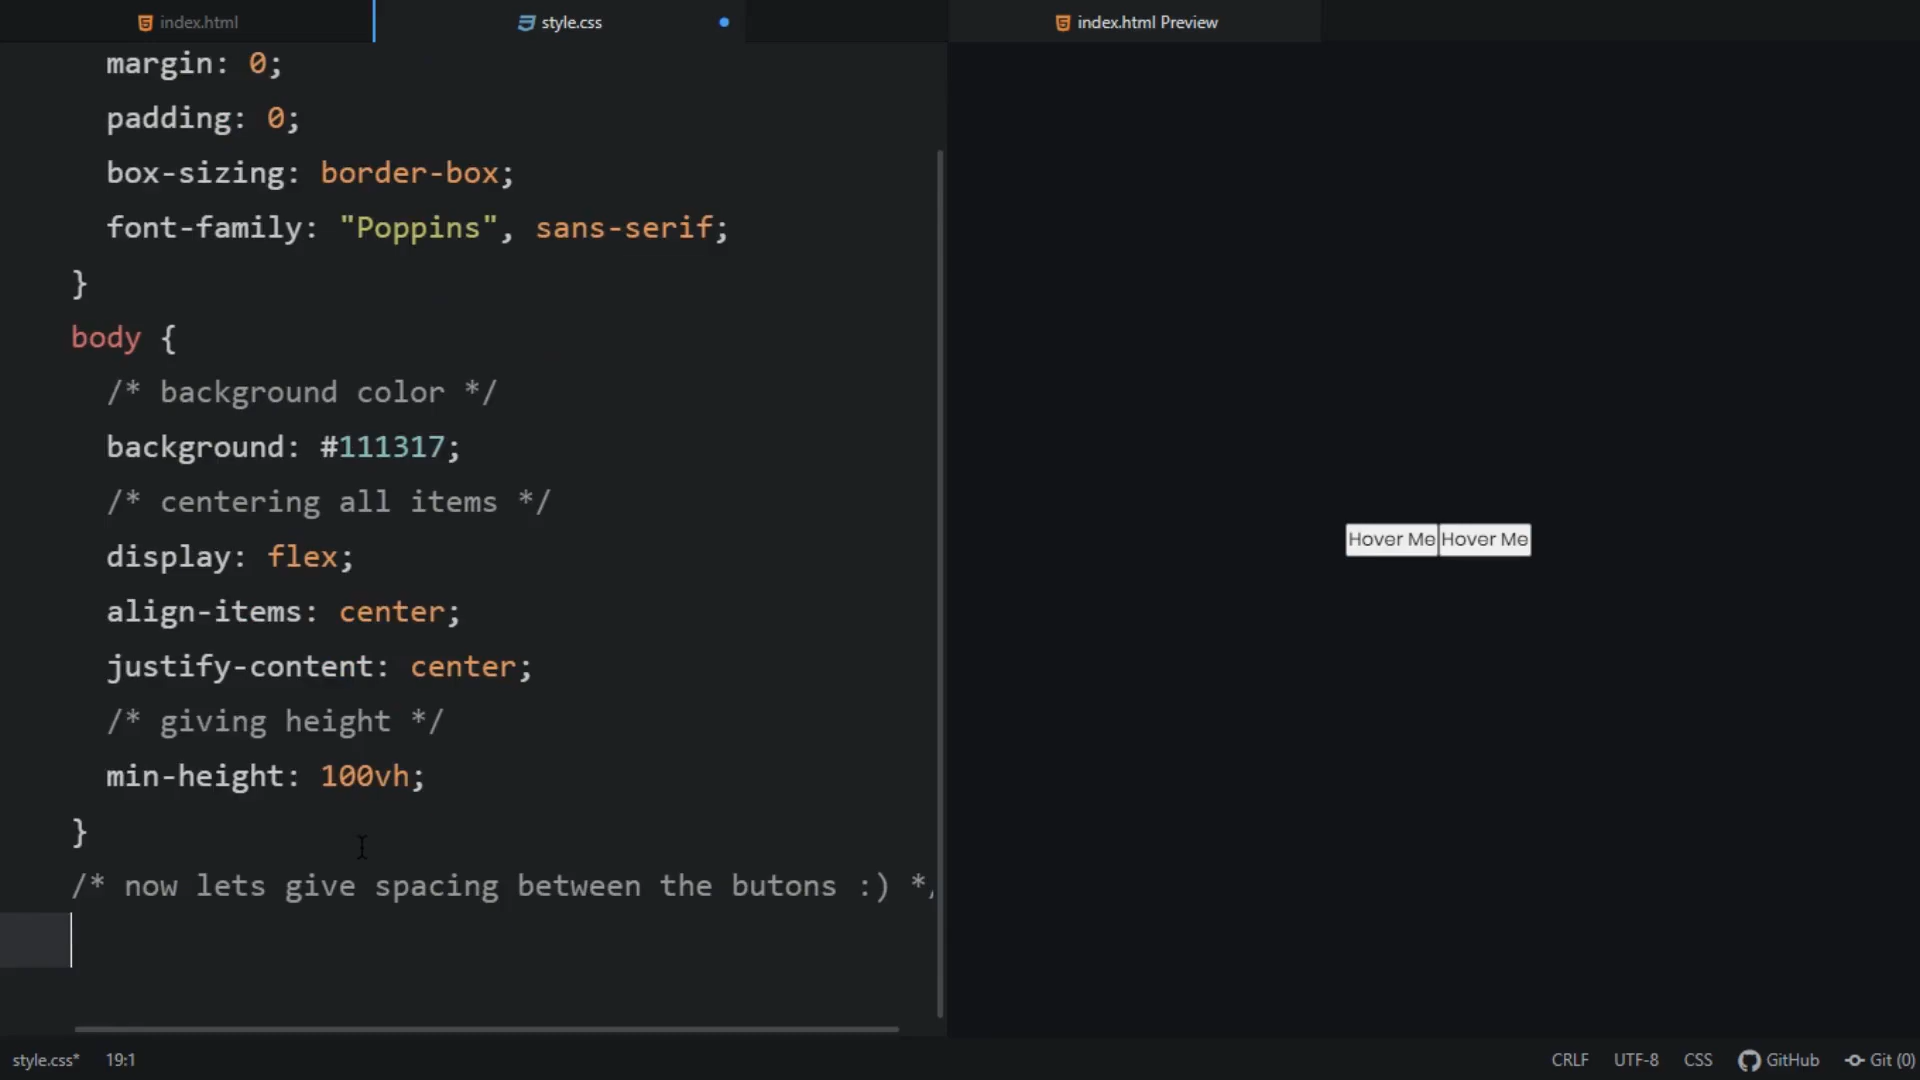 index.html
style.css
index.html Preview
margin: 0;
padding: 0;
box-sizing: border-box;
font-family: "Poppins", sans-serif;
}
body {
/* background color */
background: #111317;
/* centering all items */
display: flex;
align-items: center;
justify-content: center;
/* giving height */
min-height: 100vh;
}
/* now lets give spacing between the butons :) */
Hover Me
Hover Me
style.css*
19:1
CRLF
UTF-8
CSS
GitHub
Git (0)